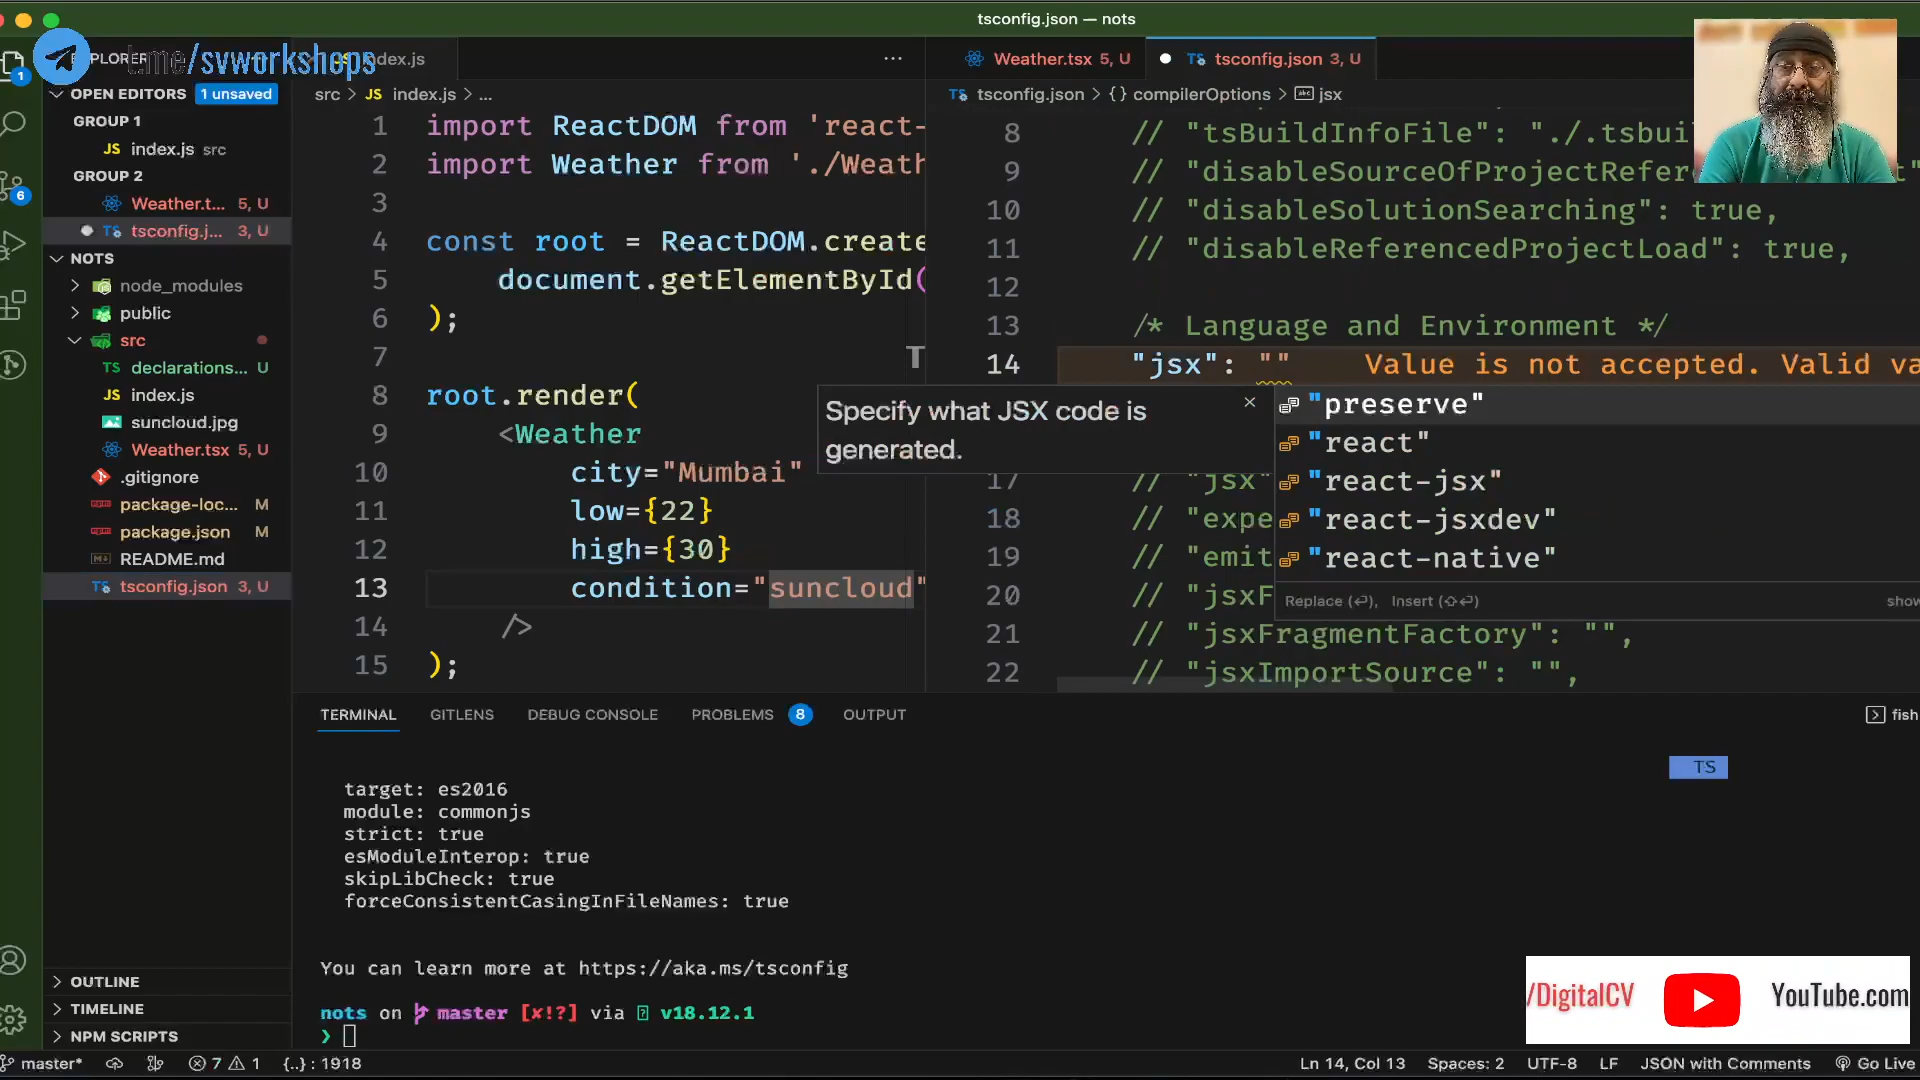 tsconfig.json — nots
EXPLORER
t.me/svworkshops
index.js
Weather.tsx 5, U
tsconfig.json 3, U
OPEN EDITORS 1 unsaved
GROUP 1
index.js src
GROUP 2
Weather.t... 5, U
tsconfig.j... 3, U
NOTS
node_modules
public
src
declarations... U
index.js
suncloud.jpg
Weather.tsx 5, U
.gitignore
package-loc... M
package.json M
README.md
tsconfig.json 3, U
OUTLINE
TIMELINE
NPM SCRIPTS
1
6
src > JS index.js > ...
1 import ReactDOM from 'react-
2 import Weather from './Weath
3
4 const root = ReactDOM.create
5 document.getElementById(
6 );
7
8 root.render(
9 <Weather
10 city="Mumbai"
11 low={22}
12 high={30}
13 condition="suncloud"
14 />
15 );
TS tsconfig.json > {} compilerOptions > jsx
8 // "tsBuildInfoFile": "./.tsbuil
9 // "disableSourceOfProjectRefer
10 // "disableSolutionSearching": true,
11 // "disableReferencedProjectLoad": true,
12
13 /* Language and Environment */
14 "jsx": "" Value is not accepted. Valid va
Specify what JSX code is
generated.
"preserve"
"react"
"react-jsx"
"react-jsxdev"
"react-native"
Replace (⏎), Insert (⇧⏎) show
17 // "jsx"
18 // "expe
19 // "emit
20 // "jsxF
21 // "jsxFragmentFactory": "",
22 // "jsxImportSource": "",
TERMINAL GITLENS DEBUG CONSOLE PROBLEMS 8 OUTPUT
fish
TS
target: es2016
module: commonjs
strict: true
esModuleInterop: true
skipLibCheck: true
forceConsistentCasingInFileNames: true
You can learn more at https://aka.ms/tsconfig
nots on master [✘!?] via v18.12.1
❯
/DigitalCV YouTube.com
master* 7 1 {..} : 1918 Ln 14, Col 13 Spaces: 2 UTF-8 LF JSON with Comments Go Live